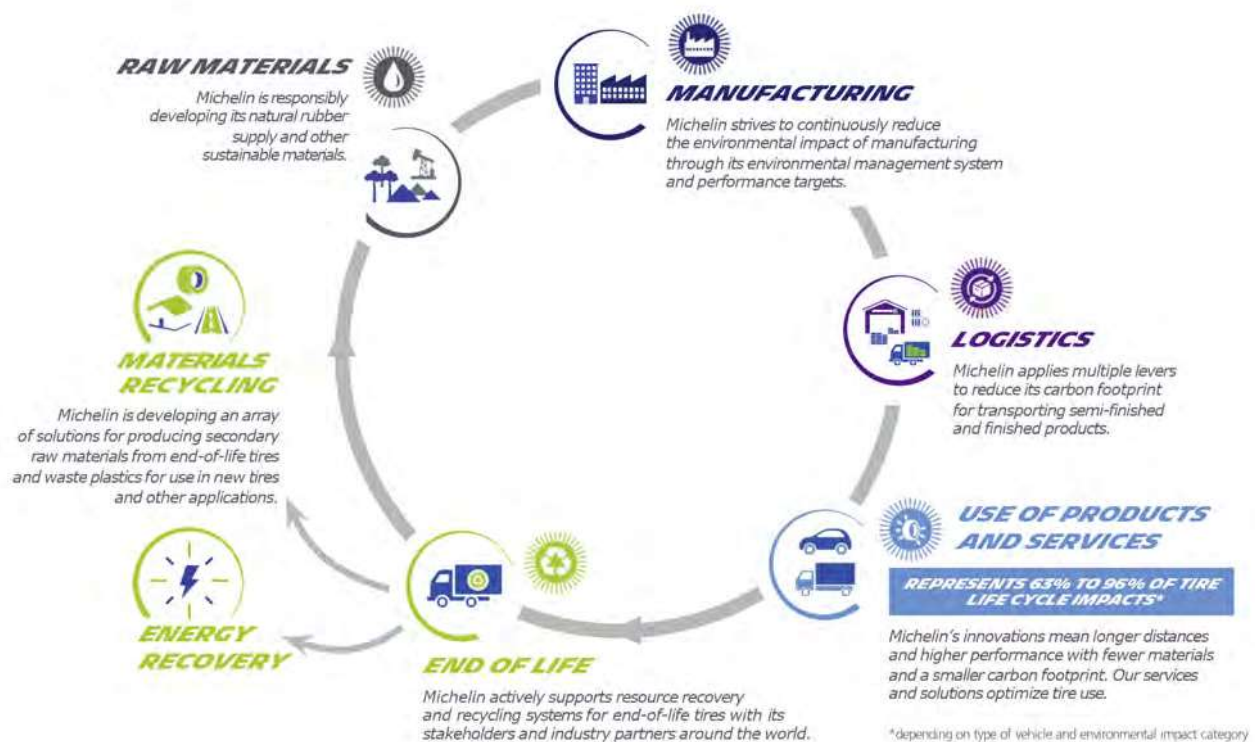 RAW MATERIALS
Michelin is responsibly
developing its natural rubber
supply and other
sustainable materials.
MANUFACTURING
Michelin strives to continuously reduce
the environmental impact of manufacturing
through its environmental management system
and performance targets.
LOGISTICS
Michelin applies multiple levers
to reduce its carbon footprint
for transporting semi-finished
and finished products.
USE OF PRODUCTS
AND SERVICES
REPRESENTS 63% TO 96% OF TIRE
LIFE CYCLE IMPACTS*
Michelin's innovations mean longer distances
and higher performance with fewer materials
and a smaller carbon footprint. Our services
and solutions optimize tire use.
*depending on type of vehicle and environmental impact category
END OF LIFE
Michelin actively supports resource recovery
and recycling systems for end-of-life tires with its
stakeholders and industry partners around the world.
MATERIALS
RECYCLING
Michelin is developing an array
of solutions for producing secondary
raw materials from end-of-life tires
and waste plastics for use in new tires
and other applications.
ENERGY
RECOVERY